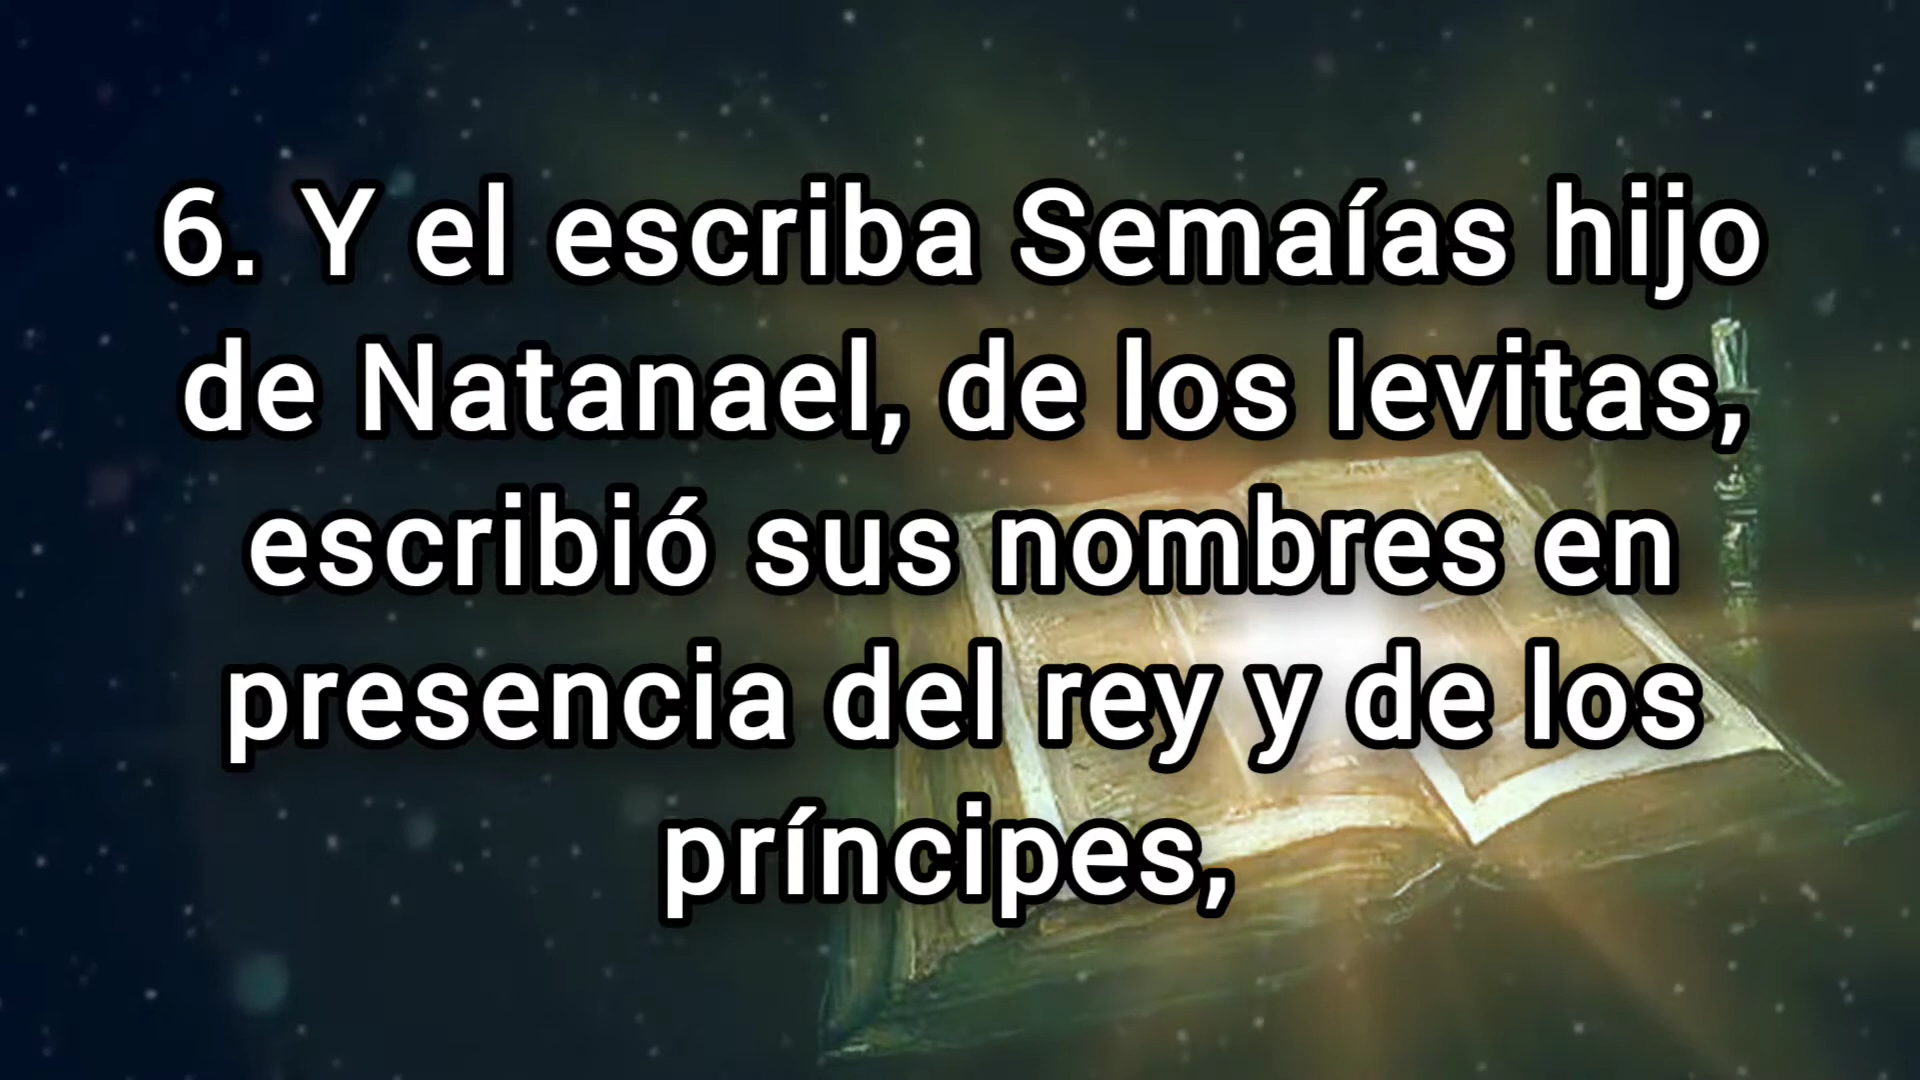 6. Y el escriba Semaías hijo
de Natanael, de los levitas,
escribió sus nombres en
presencia del rey y de los
príncipes,